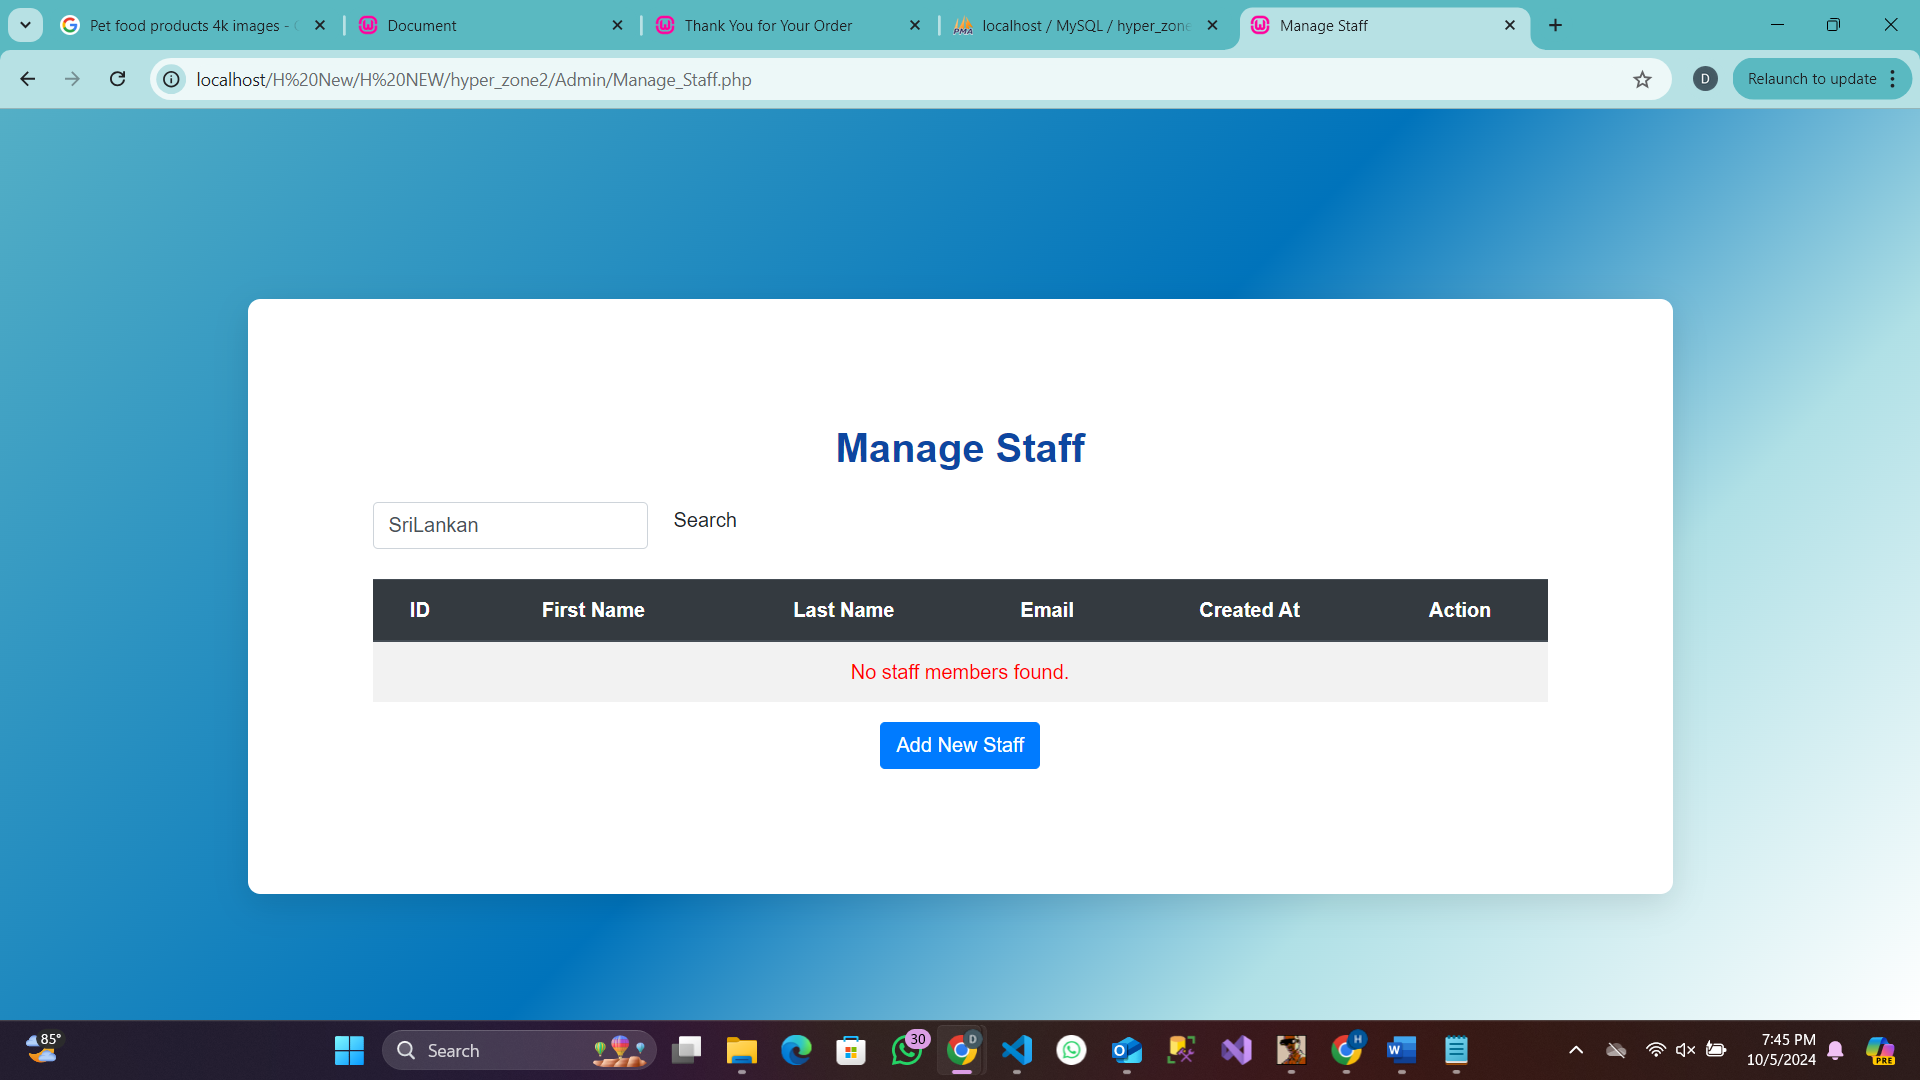 Pet food products 4k images -
Document
Thank You for Your Order
localhost / MySQL / hyper_zone
Manage Staff
localhost/H%20New/H%20NEW/hyper_zone2/Admin/Manage_Staff.php
D
Relaunch to update
Manage Staff
SriLankan
Search
ID First Name Last Name Email Created At Action
No staff members found.
Add New Staff
85°
Search
30
D
H
7:45 PM
10/5/2024
PRE